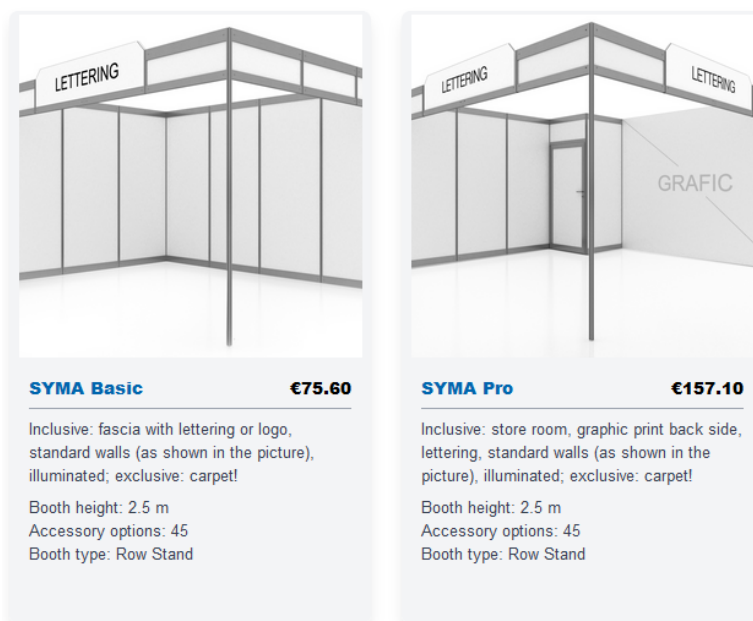 LETTERING
SYMA Basic €75.60
Inclusive: fascia with lettering or logo,
standard walls (as shown in the picture),
illuminated; exclusive: carpet!
Booth height: 2.5 m
Accessory options: 45
Booth type: Row Stand
LETTERING
LETTERING
GRAFIC
SYMA Pro €157.10
Inclusive: store room, graphic print back side,
lettering, standard walls (as shown in the
picture), illuminated; exclusive: carpet!
Booth height: 2.5 m
Accessory options: 45
Booth type: Row Stand